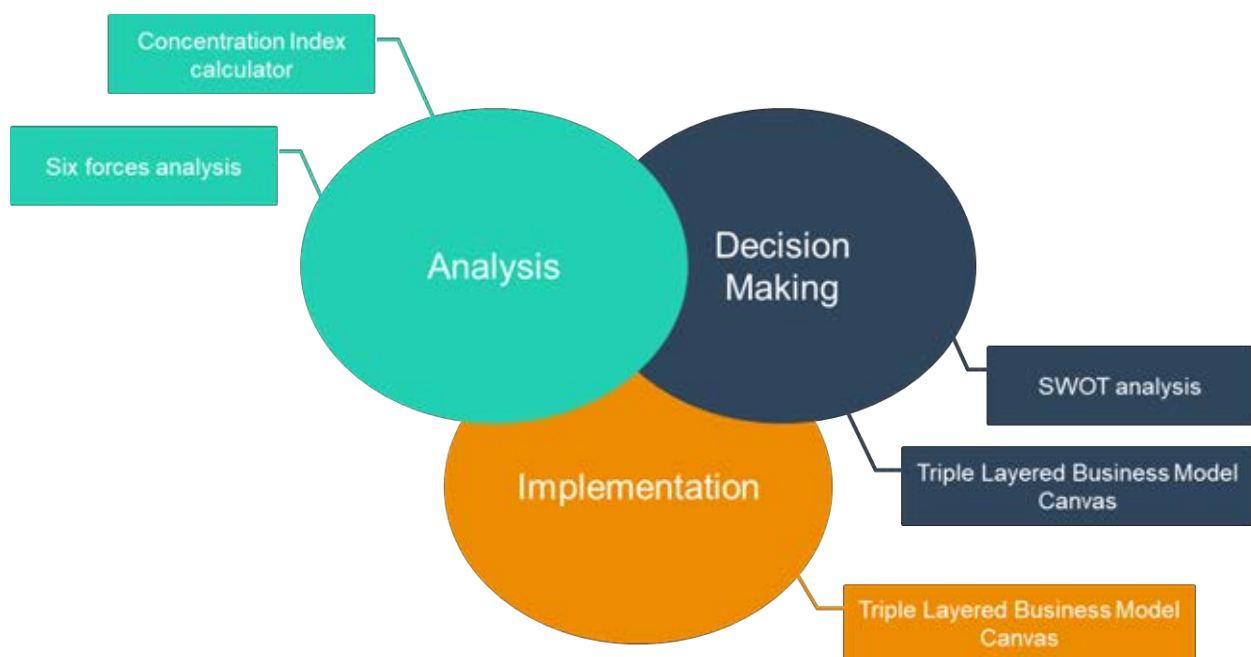 Concentration Index
calculator
Six forces analysis
Analysis
Decision
Making
SWOT analysis
Triple Layered Business Model
Canvas
Implementation
Triple Layered Business Model
Canvas